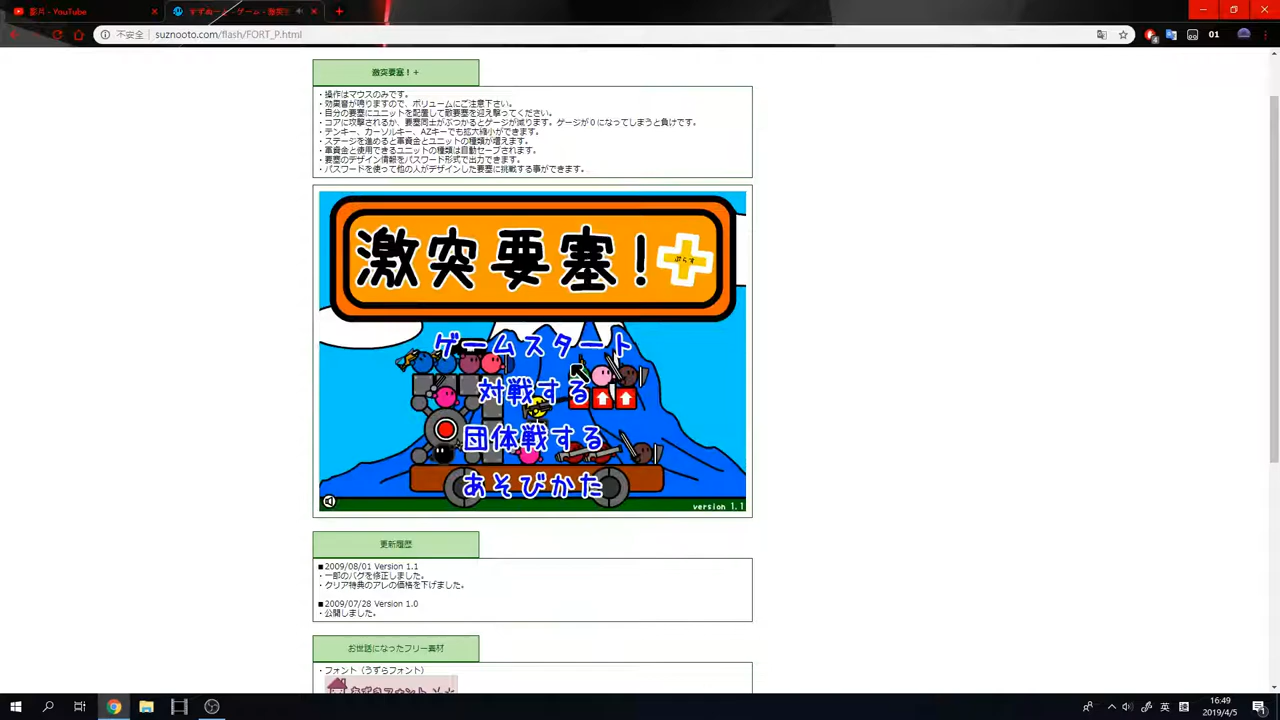 影片 - YouTube
すずぬーと - ゲーム - 激突要
不安全 suznooto.com/flash/FORT_P.html
4
01
激突要塞！＋
・操作はマウスのみです。
・効果音が鳴りますので、ボリュームにご注意下さい。
・自分の要塞にユニットを配置して敵要塞を迎え撃ってください。
・コアに攻撃されるか、要塞同士がぶつかるとゲージが減ります。ゲージが０になってしまうと負けです。
・テンキー、カーソルキー、AZキーでも拡大縮小ができます。
・ステージを進めると軍資金とユニットの種類が増えます。
・軍資金と使用できるユニットの種類は自動セーブされます。
・要塞のデザイン情報をパスワード形式で出力できます。
・パスワードを使って他の人がデザインした要塞に挑戦する事ができます。
激突要塞！
ぷらす
ゲームスタート
対戦する
団体戦する
あそびかた
version 1.1
更新履歴
■2009/08/01 Version 1.1
・一部のバグを修正しました。
・クリア特典のアレの価格を下げました。
■2009/07/28 Version 1.0
・公開しました。
お世話になったフリー素材
・フォント（うずらフォント）
英
16:49
2019/4/5
1